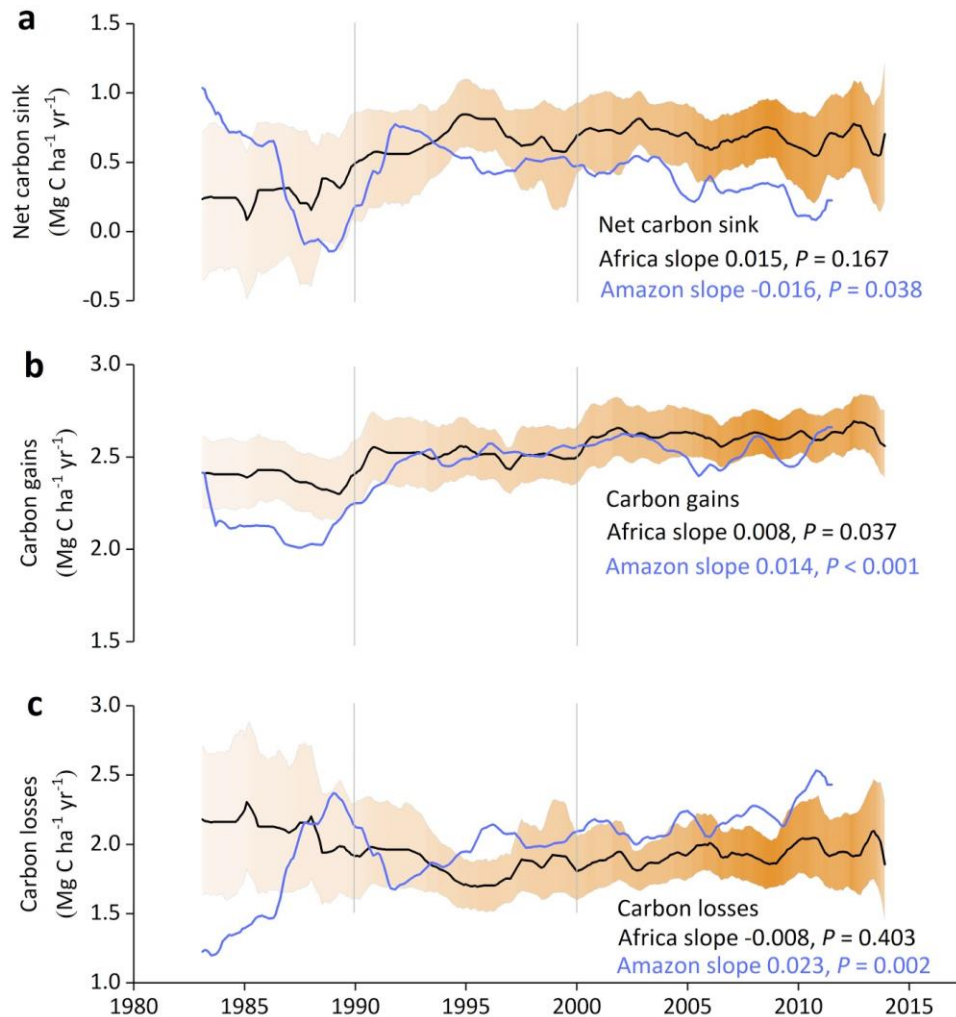 a
Net carbon sink
(Mg C ha⁻¹ yr⁻¹)
1.5
1.0
0.5
0.0
-0.5
Net carbon sink
Africa slope 0.015, P = 0.167
Amazon slope -0.016, P = 0.038
b
Carbon gains
(Mg C ha⁻¹ yr⁻¹)
3.0
2.5
2.0
1.5
Carbon gains
Africa slope 0.008, P = 0.037
Amazon slope 0.014, P < 0.001
c
Carbon losses
(Mg C ha⁻¹ yr⁻¹)
3.0
2.5
2.0
1.5
1.0
Carbon losses
Africa slope -0.008, P = 0.403
Amazon slope 0.023, P = 0.002
1980 1985 1990 1995 2000 2005 2010 2015